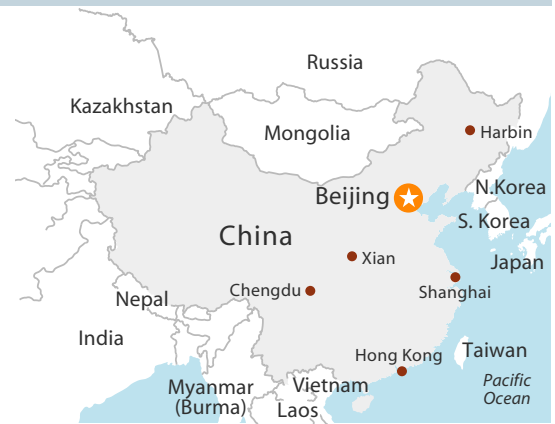 Russia
Kazakhstan
Mongolia
Harbin
Beijing
N.Korea
S. Korea
China
Xian
Japan
Chengdu
Shanghai
Nepal
India
Hong Kong
Taiwan
Myanmar
(Burma)
Vietnam
Laos
Pacific
Ocean